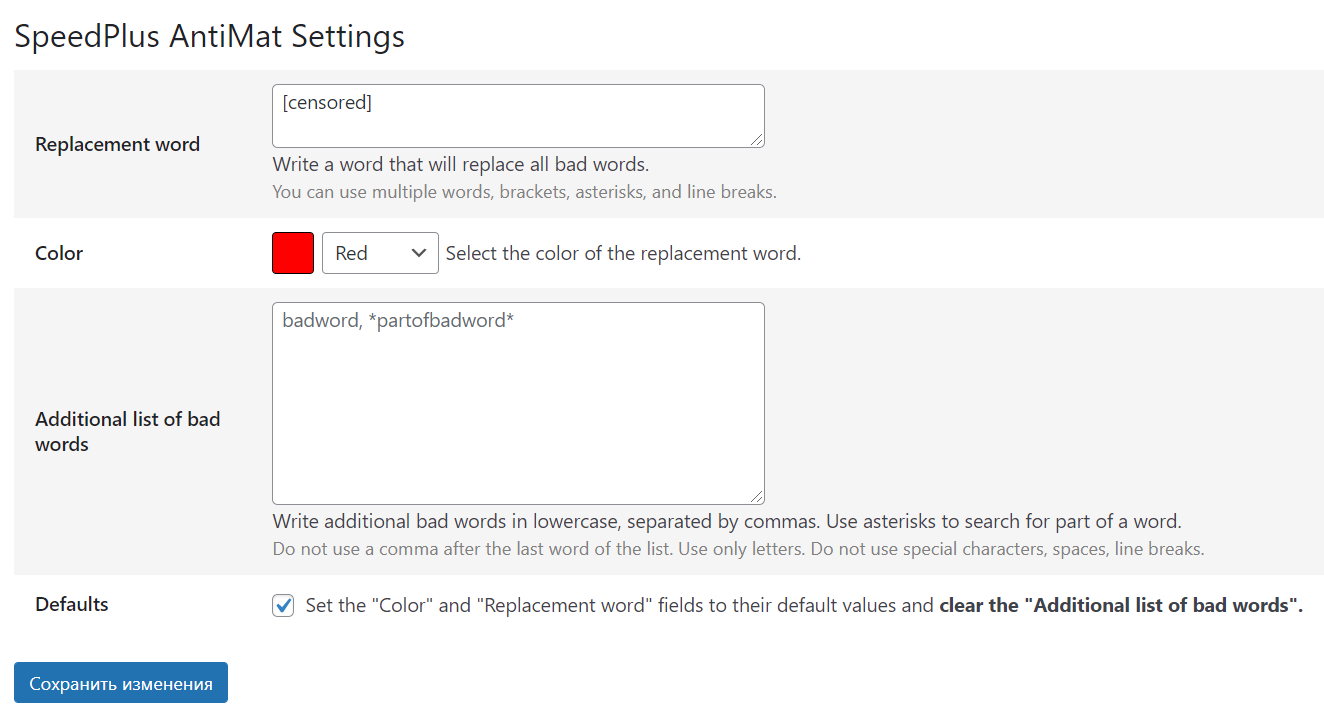 SpeedPlus AntiMat Settings
Replacement word
[censored]
Write a word that will replace all bad words.
You can use multiple words, brackets, asterisks, and line breaks.
Color
Red
Select the color of the replacement word.
Additional list of bad
words
badword, *partofbadword*
Write additional bad words in lowercase, separated by commas. Use asterisks to search for part of a word.
Do not use a comma after the last word of the list. Use only letters. Do not use special characters, spaces, line breaks.
Defaults
Set the "Color" and "Replacement word" fields to their default values and clear the "Additional list of bad words".
Сохранить изменения